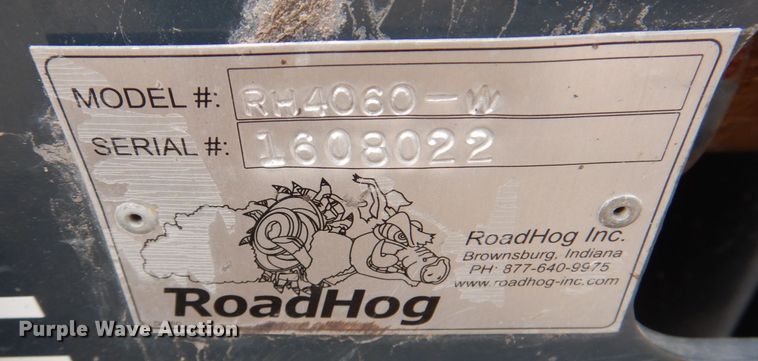 MODEL #: RH4060-W
SERIAL #: 1608022
RoadHog Inc.
Brownsburg, Indiana
PH: 877-640-9975
www.roadhog-inc.com
RoadHog
Purple Wave Auction